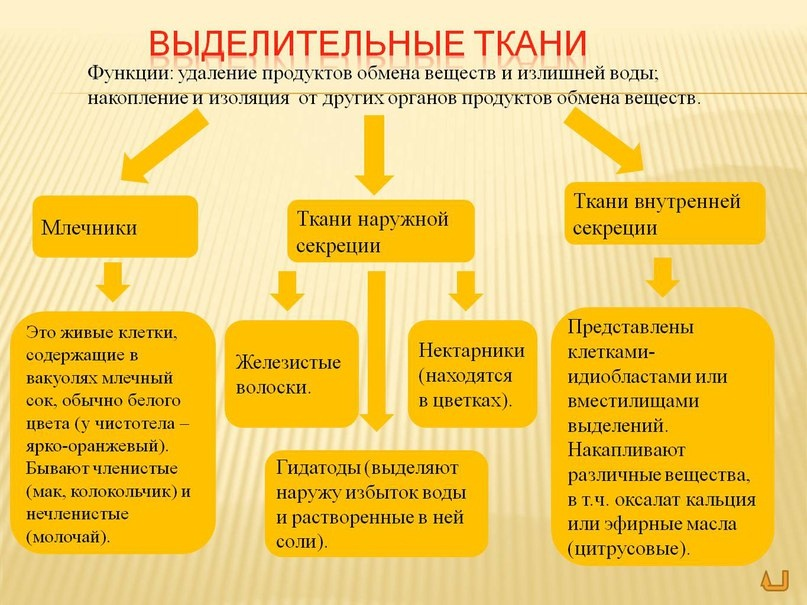 ВЫДЕЛИТЕЛЬНЫЕ ТКАНИ
Функции: удаление продуктов обмена веществ и излишней воды;
накопление и изоляция от других органов продуктов обмена веществ.
Млечники
Ткани наружной
секреции
Ткани внутренней
секреции
Это живые клетки,
содержащие в
вакуолях млечный
сок, обычно белого
цвета (у чистотела –
ярко-оранжевый).
Бывают членистые
(мак, колокольчик) и
нечленистые
(молочай).
Железистые
волоски.
Гидатоды (выделяют
наружу избыток воды
и растворенные в ней
соли).
Нектарники
(находятся
в цветках).
Представлены
клетками-
идиобластами или
вместилищами
выделений.
Накапливают
различные вещества,
в т.ч. оксалат кальция
или эфирные масла
(цитрусовые).